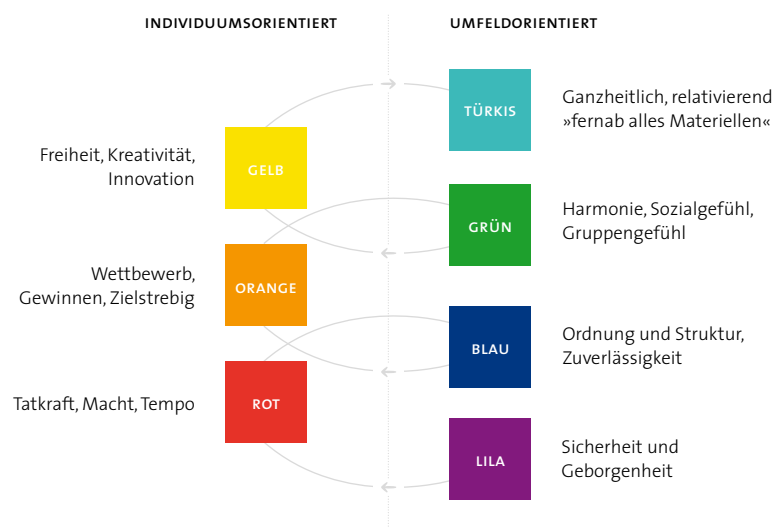 INDIVIDUUMSORIENTIERT
UMFELDORIENTIERT
TÜRKIS
Ganzheitlich, relativierend
»fernab alles Materiellen«
Freiheit, Kreativität,
Innovation
GELB
GRÜN
Harmonie, Sozialgefühl,
Gruppengefühl
Wettbewerb,
Gewinnen, Zielstrebig
ORANGE
BLAU
Ordnung und Struktur,
Zuverlässigkeit
Tatkraft, Macht, Tempo
ROT
LILA
Sicherheit und
Geborgenheit